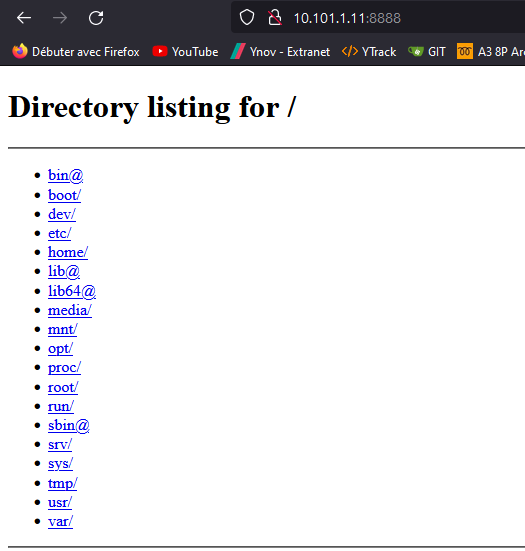 10.101.1.11:8888
Débuter avec Firefox YouTube Ynov - Extranet YTrack GIT A3 8P Ar
Directory listing for /
bin@
boot/
dev/
etc/
home/
lib@
lib64@
media/
mnt/
opt/
proc/
root/
run/
sbin@
srv/
sys/
tmp/
usr/
var/